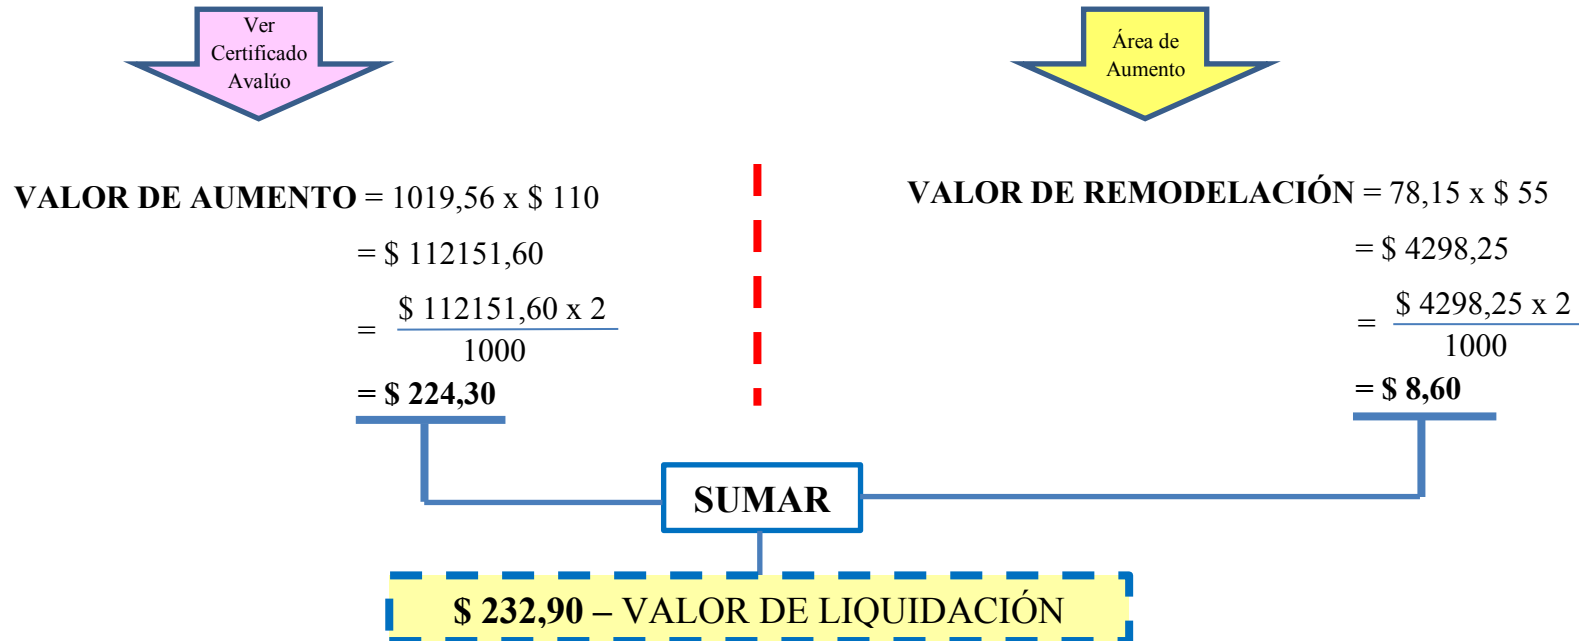 Ver
Certificado
Avalúo
Área de
Aumento
VALOR DE AUMENTO = 1019,56 x $ 110
= $ 112151,60
= $ 112151,60 x 2
1000
= $ 224,30
VALOR DE REMODELACIÓN = 78,15 x $ 55
= $ 4298,25
= $ 4298,25 x 2
1000
= $ 8,60
SUMAR
$ 232,90 – VALOR DE LIQUIDACIÓN